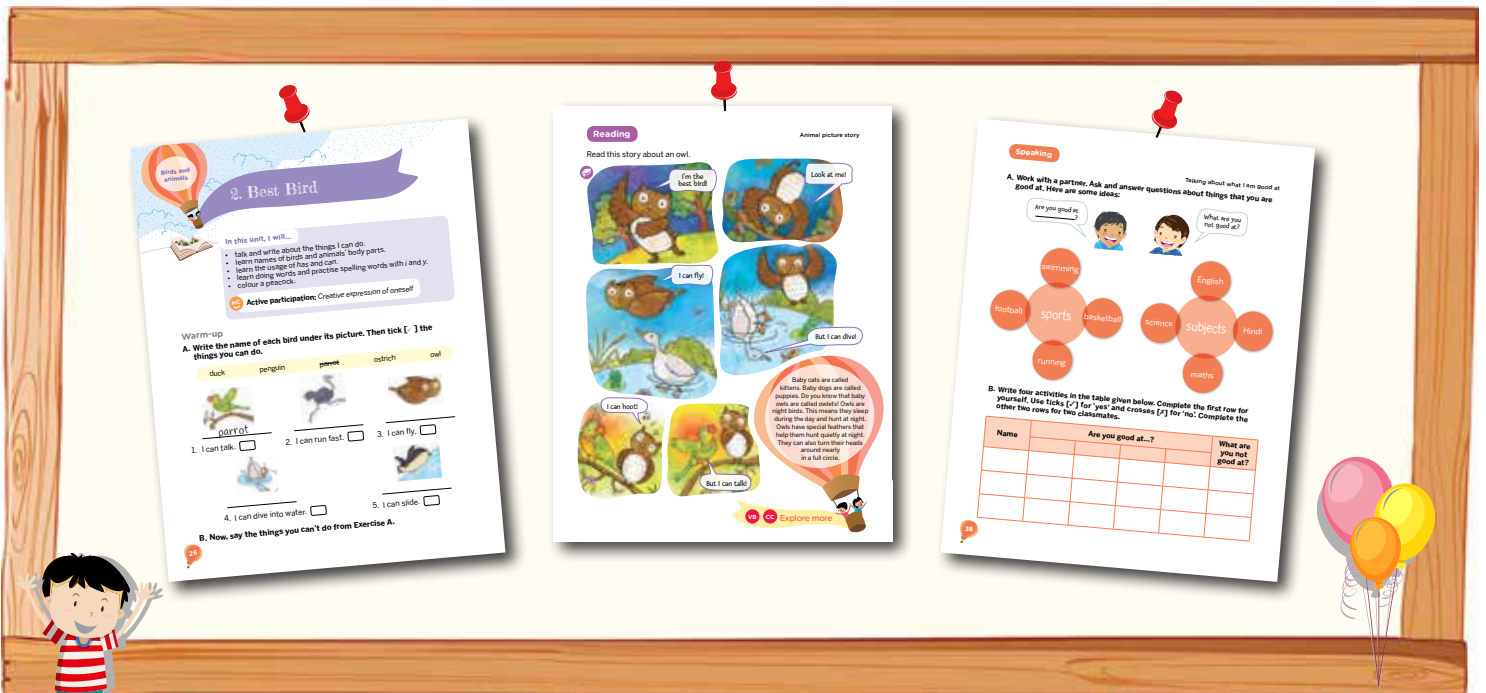 Birds and
animals
2. Best Bird
In this unit, I will...
• talk and write about the things I can do.
• learn names of birds and animals' body parts.
• learn the usage of has and can.
• learn doing words and practise spelling words with i and y.
• colour a peacock.
HC
Active participation: Creative expression of oneself
Warm-up
A. Write the name of each bird under its picture. Then tick [✓] the
things you can do.
duck penguin parrot ostrich owl
parrot
1. I can talk.
2. I can run fast.
3. I can fly.
4. I can dive into water.
5. I can slide.
B. Now, say the things you can't do from Exercise A.
26
Reading
Animal picture story
Read this story about an owl.
I'm the
best bird!
Look at me!
I can fly!
But I can dive!
I can hoot!
But I can talk!
Baby cats are called
kittens. Baby dogs are called
puppies. Do you know that baby
owls are called owlets! Owls are
night birds. This means they sleep
during the day and hunt at night.
Owls have special feathers that
help them hunt quietly at night.
They can also turn their heads
around nearly
in a full circle.
VB CC Explore more
Speaking
Talking about what I am good at
A. Work with a partner. Ask and answer questions about things that you are
good at. Here are some ideas:
Are you good at
________?
What are you
not good at?
swimming
football
sports
basketball
running
English
science
subjects
Hindi
maths
B. Write four activities in the table given below. Complete the first row for
yourself. Use ticks [✓] for 'yes' and crosses [✗] for 'no'. Complete the
other two rows for two classmates.
Name
Are you good at...?
What are
you not
good at?
36